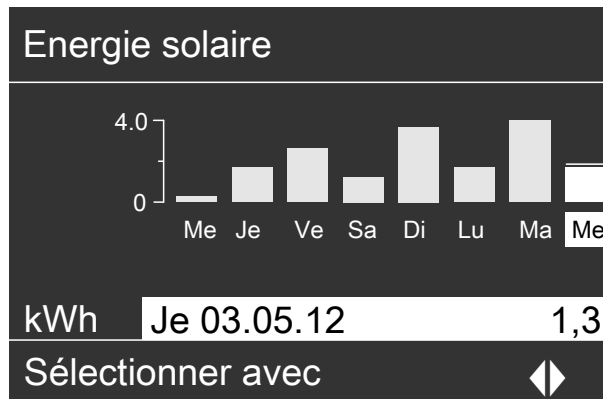 Energie solaire
4.0
0
Me Je Ve Sa Di Lu Ma Me
kWh Je 03.05.12 1,3
Sélectionner avec